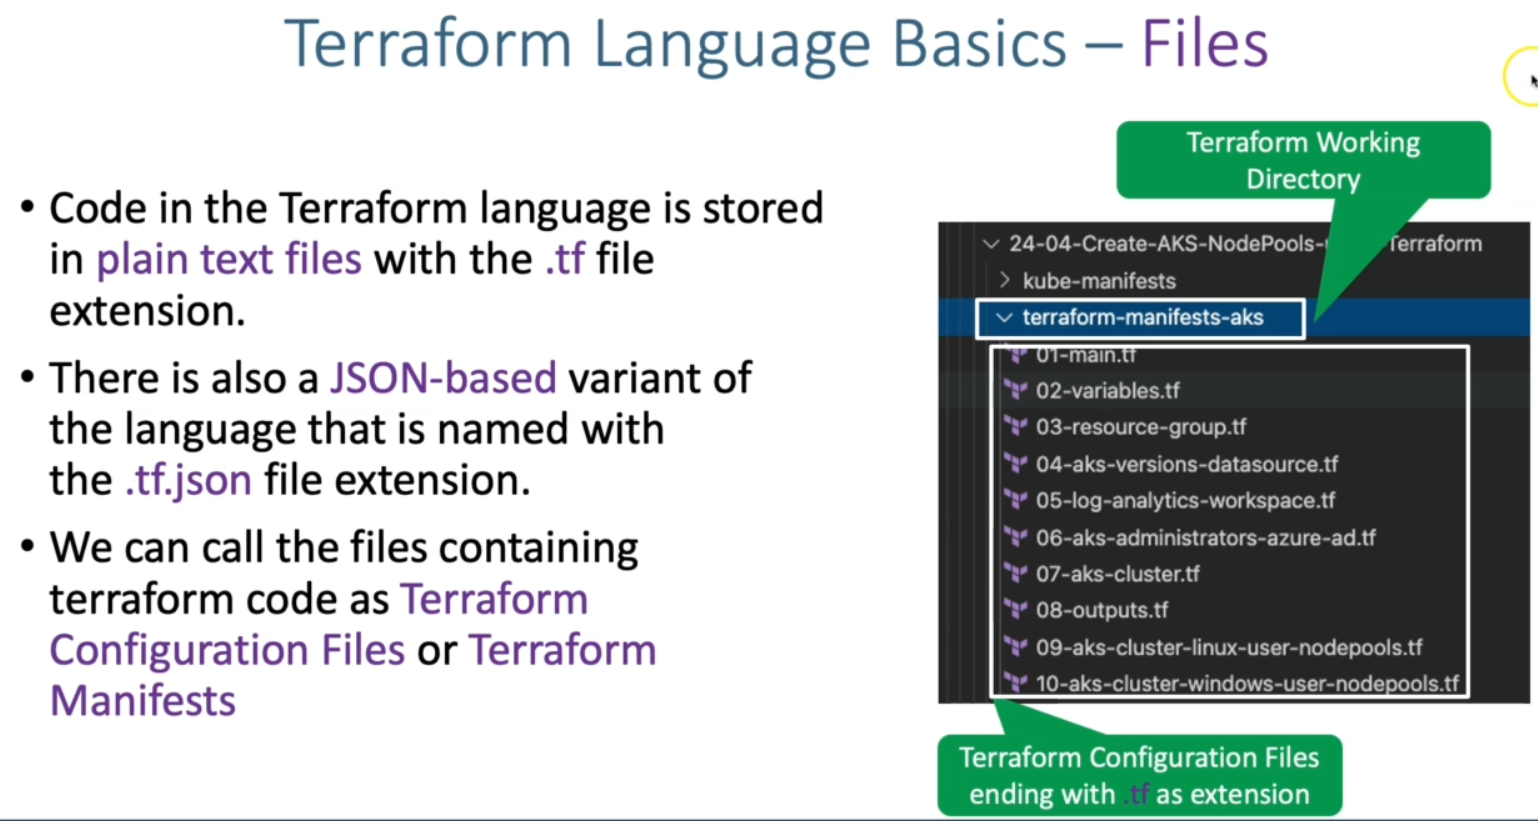 Terraform Language Basics – Files
• Code in the Terraform language is stored
in plain text files with the .tf file
extension.
• There is also a JSON-based variant of
the language that is named with
the .tf.json file extension.
• We can call the files containing
terraform code as Terraform
Configuration Files or Terraform
Manifests
Terraform Working
Directory
24-04-Create-AKS-NodePools- Terraform
kube-manifests
terraform-manifests-aks
01-main.tf
02-variables.tf
03-resource-group.tf
04-aks-versions-datasource.tf
05-log-analytics-workspace.tf
06-aks-administrators-azure-ad.tf
07-aks-cluster.tf
08-outputs.tf
09-aks-cluster-linux-user-nodepools.tf
10-aks-cluster-windows-user-nodepools.tf
Terraform Configuration Files
ending with .tf as extension